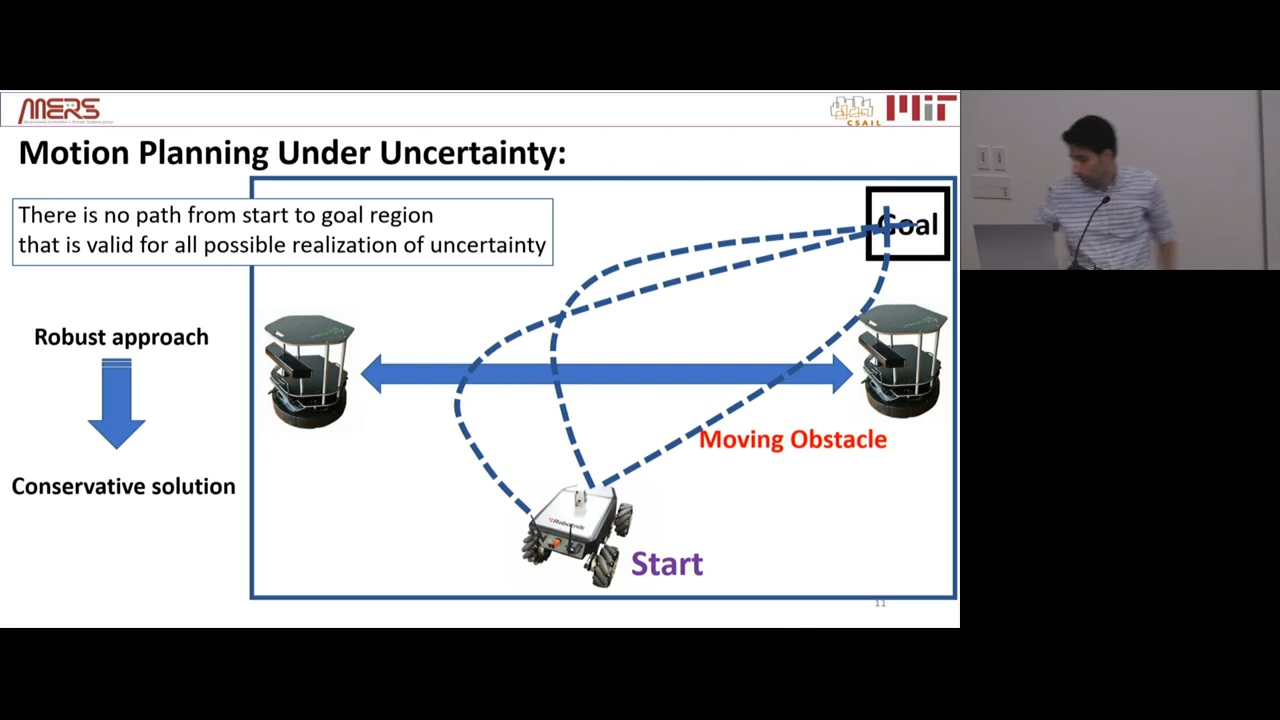 MERS
CSAIL
MIT
Motion Planning Under Uncertainty:
There is no path from start to goal region
that is valid for all possible realization of uncertainty
Goal
Robust approach
Moving Obstacle
Conservative solution
Robotnik
Start
11